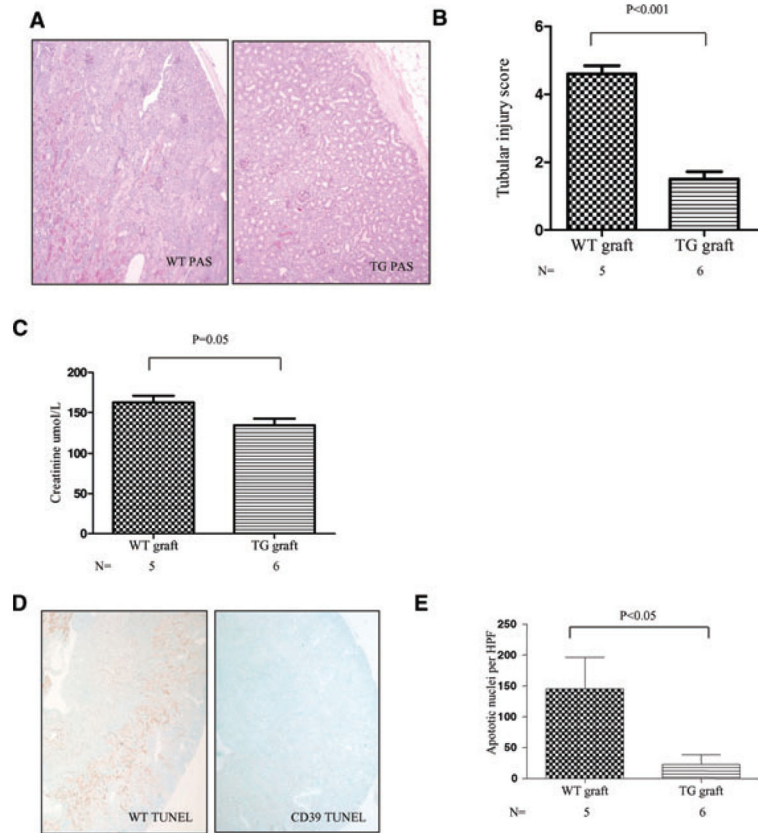 A
WT PAS
TG PAS
B
P<0.001
Tubular injury score
6
4
2
0
WT graft TG graft
N= 5 6
C
P=0.05
Creatinine umol/L
200
150
100
50
0
WT graft TG graft
N= 5 6
D
WT TUNEL
CD39 TUNEL
E
P<0.05
Apototic nuclei per HPF
250
200
150
100
50
0
WT graft TG graft
N= 5 6